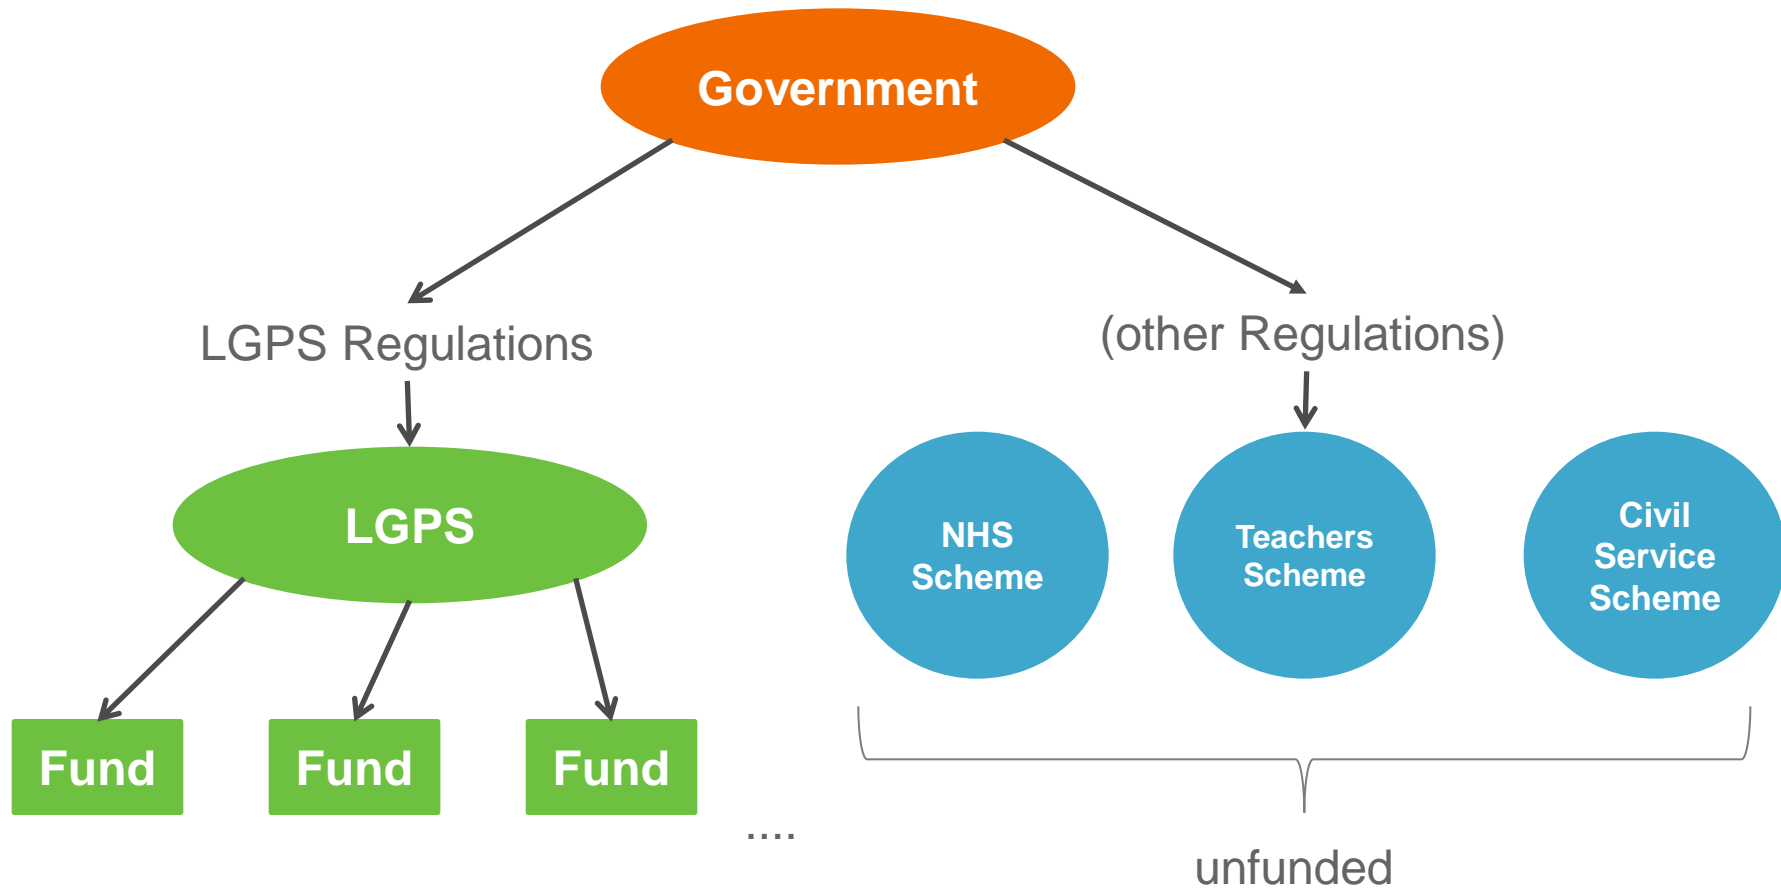 Government
LGPS Regulations
(other Regulations)
LGPS
NHS
Scheme
Teachers
Scheme
Civil
Service
Scheme
Fund
Fund
Fund
....
unfunded